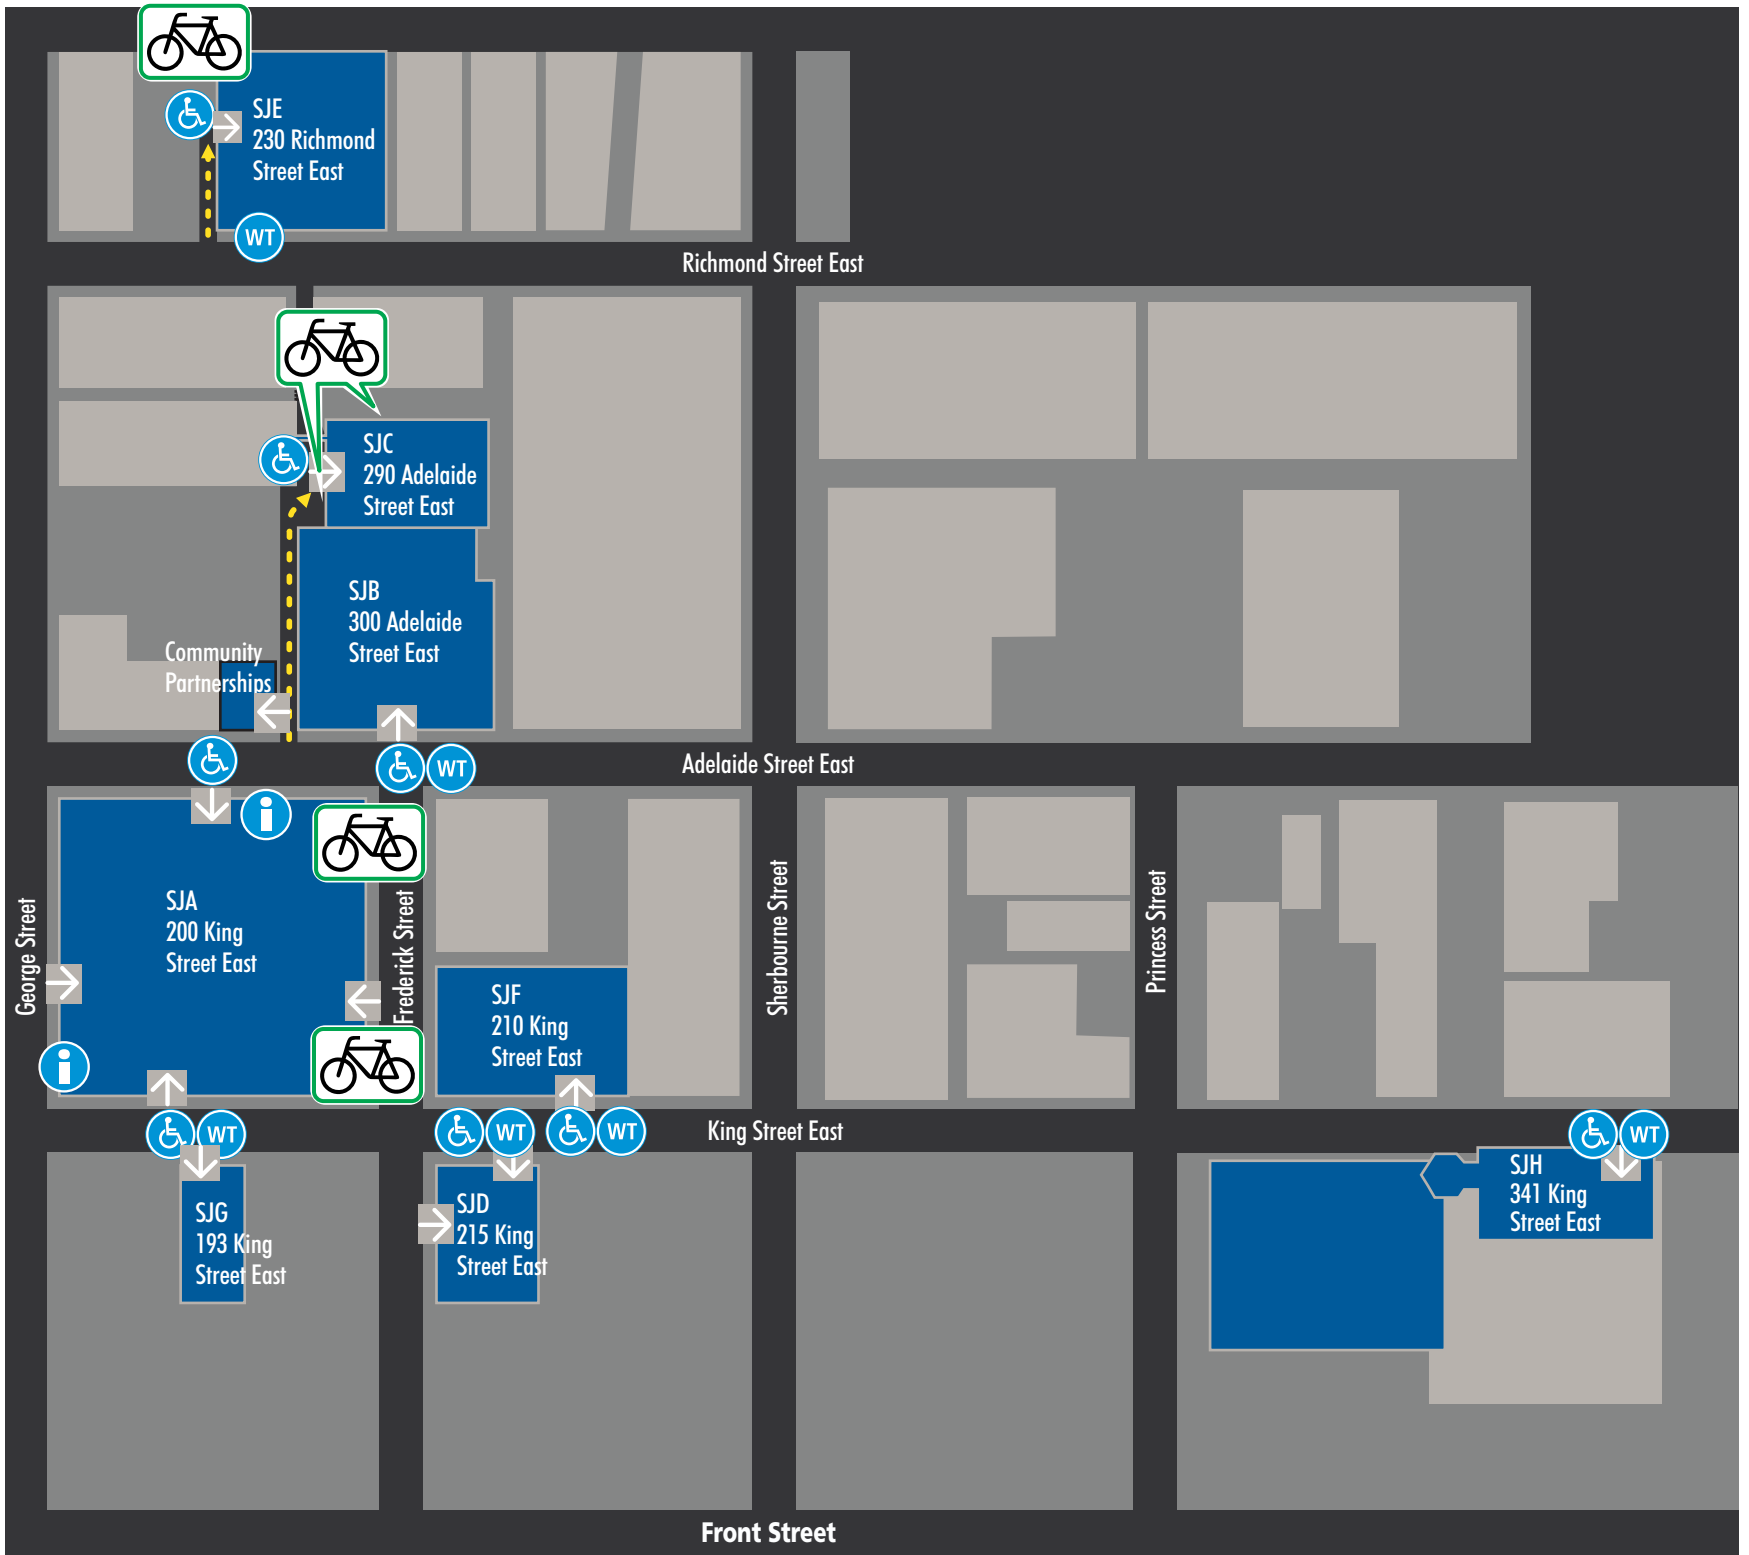 SJE
230 Richmond
Street East
WT
Richmond Street East
SJC
290 Adelaide
Street East
SJB
300 Adelaide
Street East
Community
Partnerships
WT
Adelaide Street East
SJA
200 King
Street East
George Street
Frederick Street
SJF
210 King
Street East
Sherbourne Street
Princess Street
WT
WT
WT
King Street East
WT
SJG
193 King
Street East
SJD
215 King
Street East
SJH
341 King
Street East
Front Street